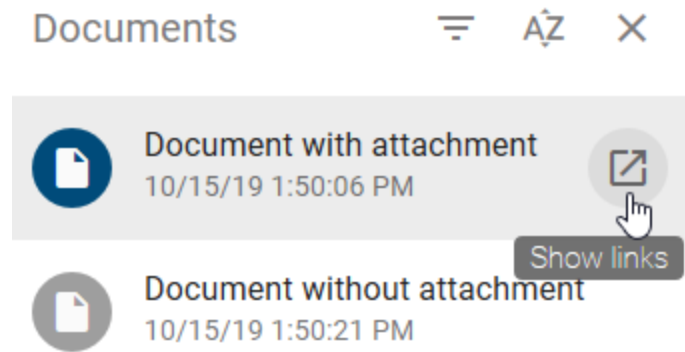 Documents AZ
Document with attachment
10/15/19 1:50:06 PM
Show links
Document without attachment
10/15/19 1:50:21 PM